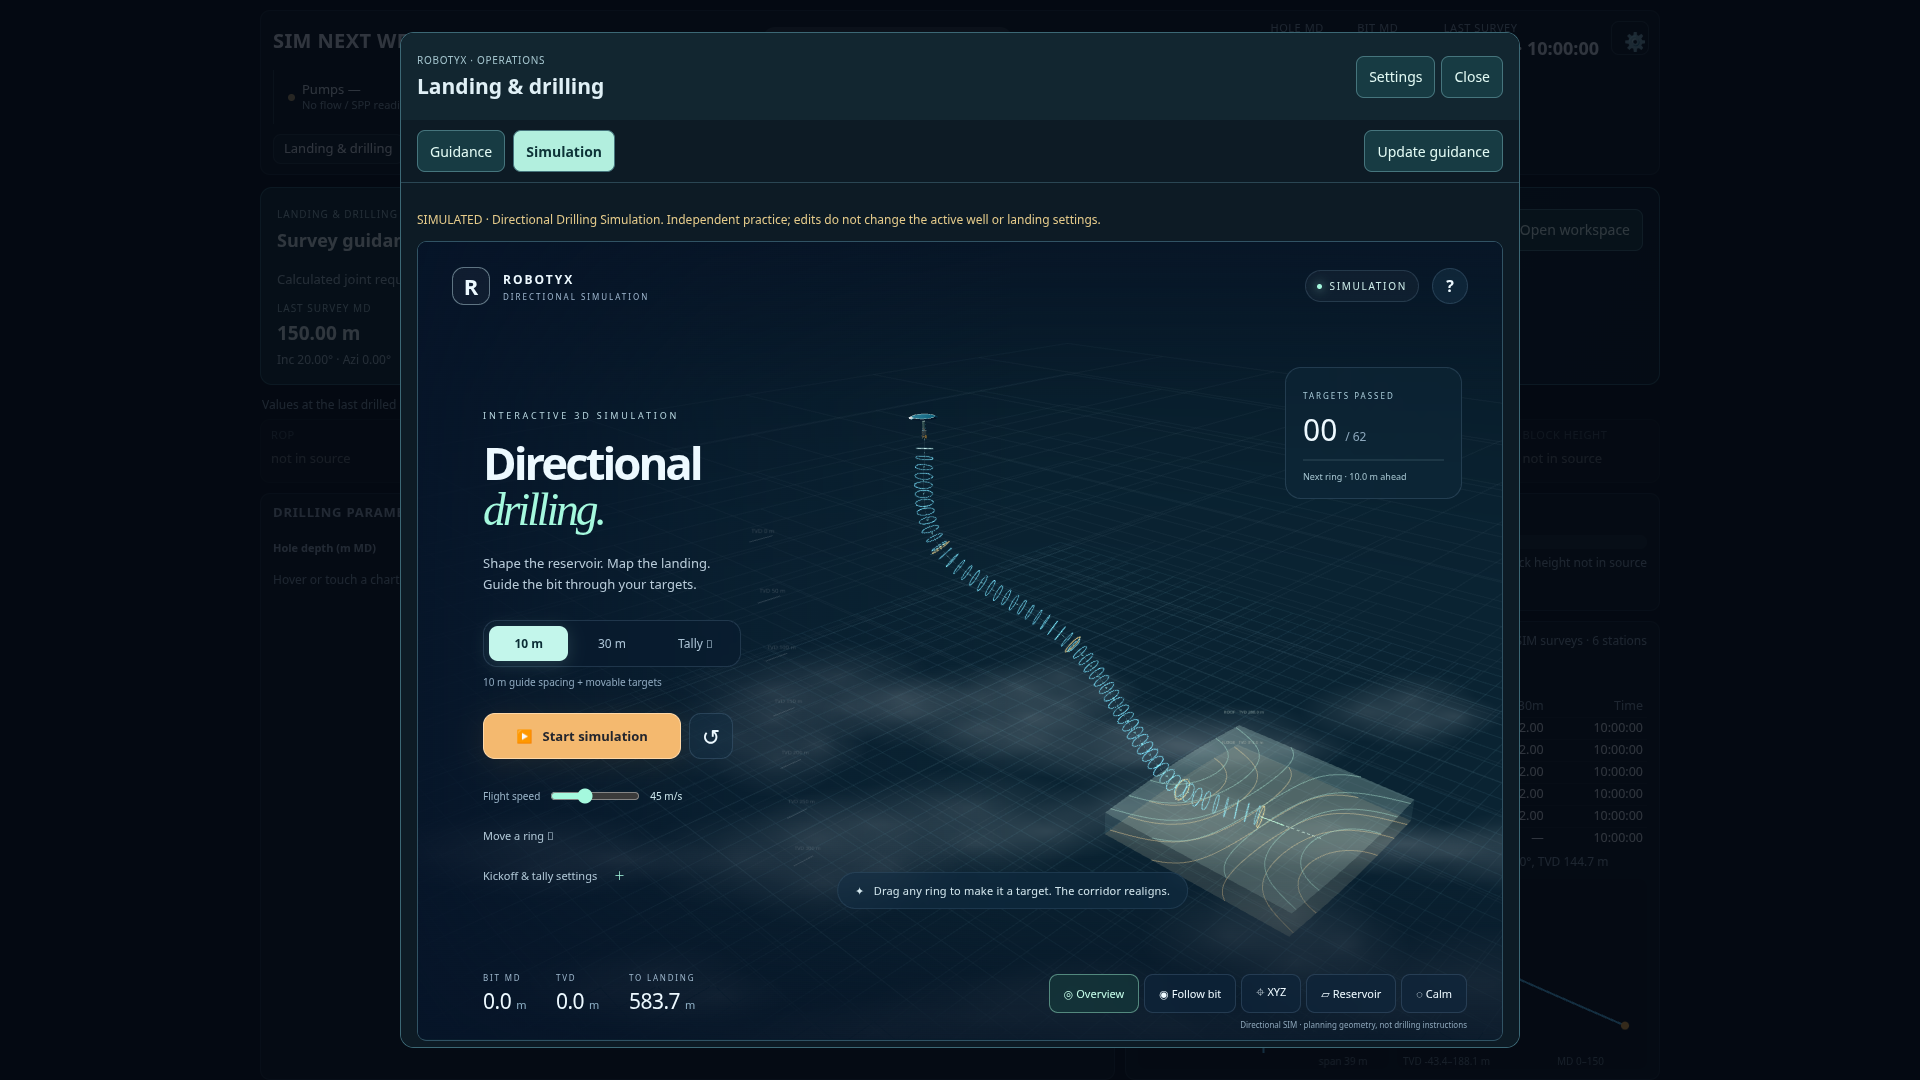 SIM NEXT WE
HOLE MD
BIT MD
LAST SURVEY
10:00:00
Pumps —
No flow / SPP readi
Landing & drilling
ROBOTYX · OPERATIONS
Landing & drilling
Settings
Close
Guidance
Simulation
Update guidance
SIMULATED · Directional Drilling Simulation. Independent practice; edits do not change the active well or landing settings.
LANDING & DRILLING
Survey guidan
Calculated joint requ
LAST SURVEY MD
150.00 m
Inc 20.00° · Azi 0.00°
Open workspace
Values at the last drilled
ROP
not in source
BLOCK HEIGHT
not in source
DRILLING PARAME
Hole depth (m MD)
Hover or touch a chart
ck height not in source
R
ROBOTYX
DIRECTIONAL SIMULATION
SIMULATION
?
TARGETS PASSED
00 / 62
Next ring · 10.0 m ahead
INTERACTIVE 3D SIMULATION
Directional
drilling.
Shape the reservoir. Map the landing.
Guide the bit through your targets.
10 m
30 m
Tally
10 m guide spacing + movable targets
Start simulation
Flight speed
45 m/s
Move a ring
Kickoff & tally settings +
Drag any ring to make it a target. The corridor realigns.
BIT MD
0.0 m
TVD
0.0 m
TO LANDING
583.7 m
Overview
Follow bit
XYZ
Reservoir
Calm
Directional SIM · planning geometry, not drilling instructions
SIM surveys · 6 stations
30m
Time
2.00 10:00:00
2.00 10:00:00
2.00 10:00:00
2.00 10:00:00
2.00 10:00:00
— 10:00:00
0°, TVD 144.7 m
span 39 m
TVD -43.4–188.1 m
MD 0–150